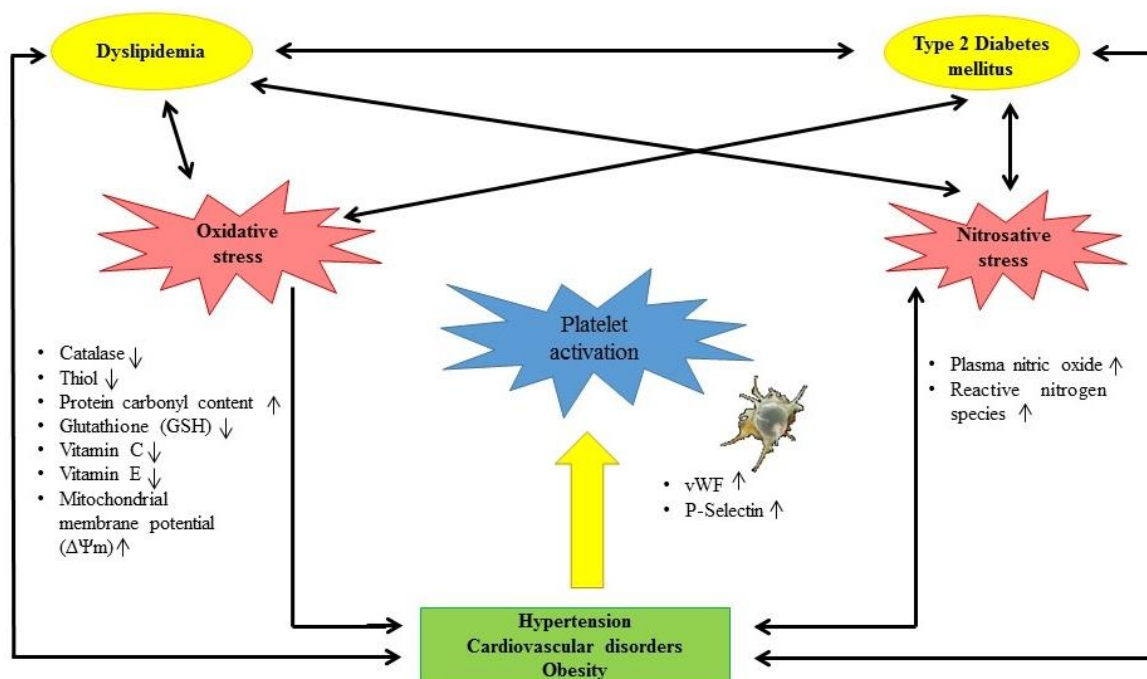 Dyslipidemia
Type 2 Diabetes
mellitus
Oxidative
stress
Nitrosative
stress
Platelet
activation
• Catalase ↓
• Thiol ↓
• Protein carbonyl content ↑
• Glutathione (GSH) ↓
• Vitamin C ↓
• Vitamin E ↓
• Mitochondrial
membrane potential
(ΔΨm) ↑
• Plasma nitric oxide ↑
• Reactive nitrogen
species ↑
• vWF ↑
• P-Selectin ↑
Hypertension
Cardiovascular disorders
Obesity